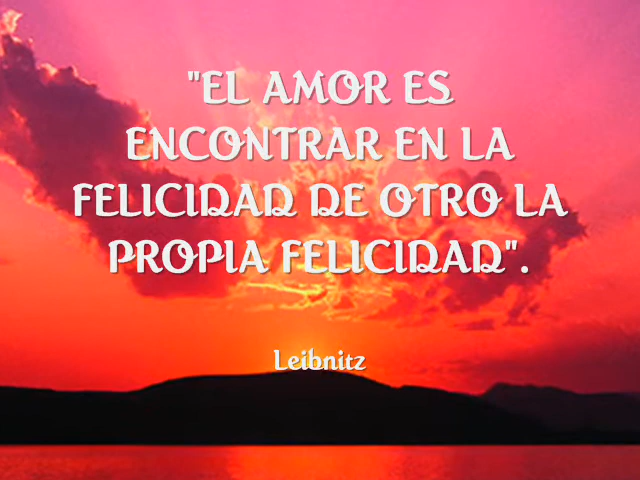 "EL AMOR ES
ENCONTRAR EN LA
FELICIDAD DE OTRO LA
PROPIA FELICIDAD".
Leibnitz